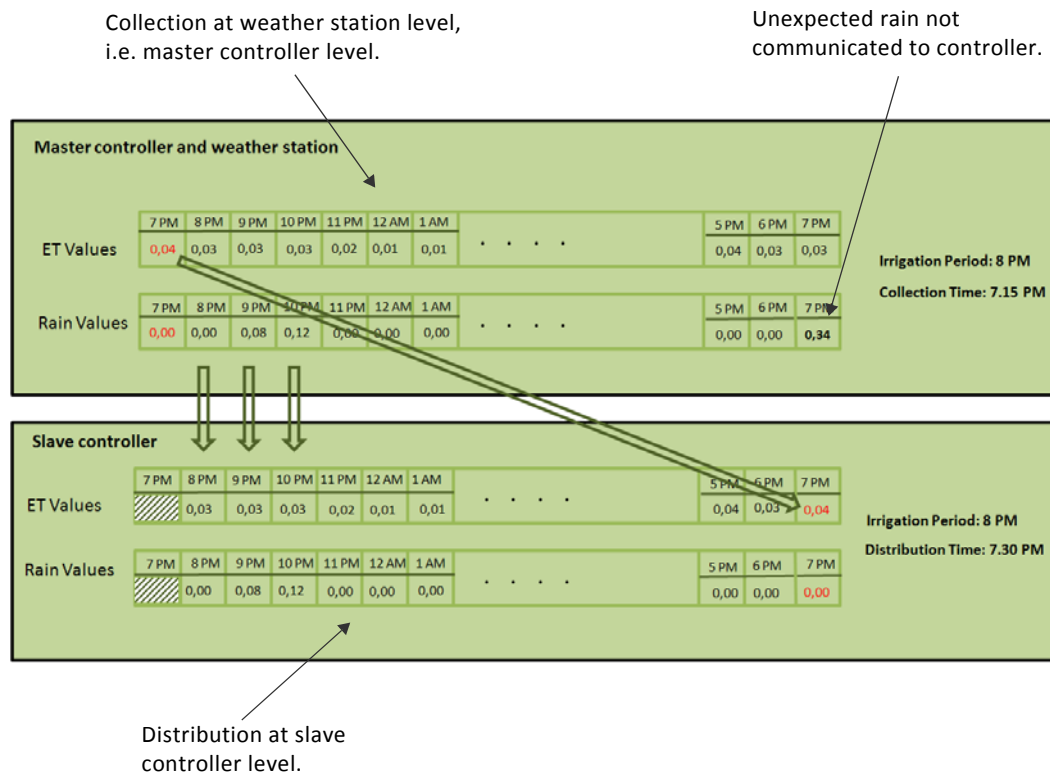 Collection at weather station level,
i.e. master controller level.
Unexpected rain not
communicated to controller.
Master controller and weather station
7 PM 8 PM 9 PM 10 PM 11 PM 12 AM 1 AM 5 PM 6 PM 7 PM
ET Values 0,04 0,03 0,03 0,03 0,02 0,01 0,01 . . . . 0,04 0,03 0,03
Irrigation Period: 8 PM
Collection Time: 7.15 PM
7 PM 8 PM 9 PM 10 PM 11 PM 12 AM 1 AM 5 PM 6 PM 7 PM
Rain Values 0,00 0,00 0,08 0,12 0,00 0,00 0,00 . . . . 0,00 0,00 0,34
Slave controller
7 PM 8 PM 9 PM 10 PM 11 PM 12 AM 1 AM 5 PM 6 PM 7 PM
ET Values 0,03 0,03 0,03 0,02 0,01 0,01 . . . . 0,04 0,03 0,04
Irrigation Period: 8 PM
Distribution Time: 7.30 PM
7 PM 8 PM 9 PM 10 PM 11 PM 12 AM 1 AM 5 PM 6 PM 7 PM
Rain Values 0,00 0,08 0,12 0,00 0,00 0,00 . . . . 0,00 0,00 0,00
Distribution at slave
controller level.